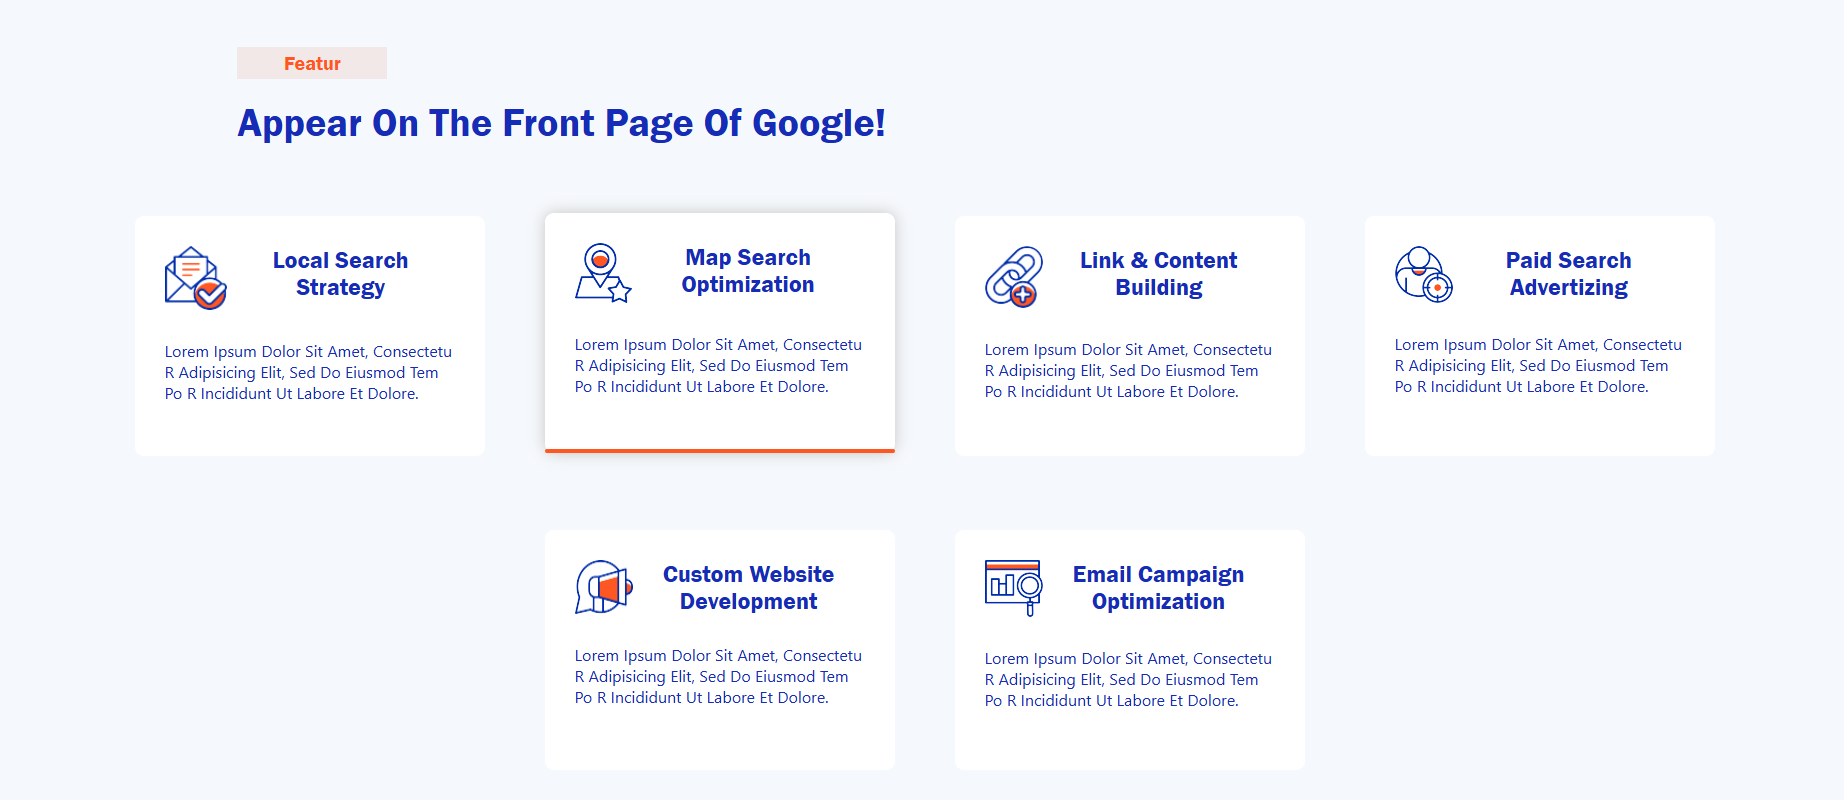 Featur
Appear On The Front Page Of Google!
Local Search
Strategy
Lorem Ipsum Dolor Sit Amet, Consectetu
R Adipisicing Elit, Sed Do Eiusmod Tem
Po R Incididunt Ut Labore Et Dolore.
Map Search
Optimization
Lorem Ipsum Dolor Sit Amet, Consectetu
R Adipisicing Elit, Sed Do Eiusmod Tem
Po R Incididunt Ut Labore Et Dolore.
Link & Content
Building
Lorem Ipsum Dolor Sit Amet, Consectetu
R Adipisicing Elit, Sed Do Eiusmod Tem
Po R Incididunt Ut Labore Et Dolore.
Paid Search
Advertizing
Lorem Ipsum Dolor Sit Amet, Consectetu
R Adipisicing Elit, Sed Do Eiusmod Tem
Po R Incididunt Ut Labore Et Dolore.
Custom Website
Development
Lorem Ipsum Dolor Sit Amet, Consectetu
R Adipisicing Elit, Sed Do Eiusmod Tem
Po R Incididunt Ut Labore Et Dolore.
Email Campaign
Optimization
Lorem Ipsum Dolor Sit Amet, Consectetu
R Adipisicing Elit, Sed Do Eiusmod Tem
Po R Incididunt Ut Labore Et Dolore.